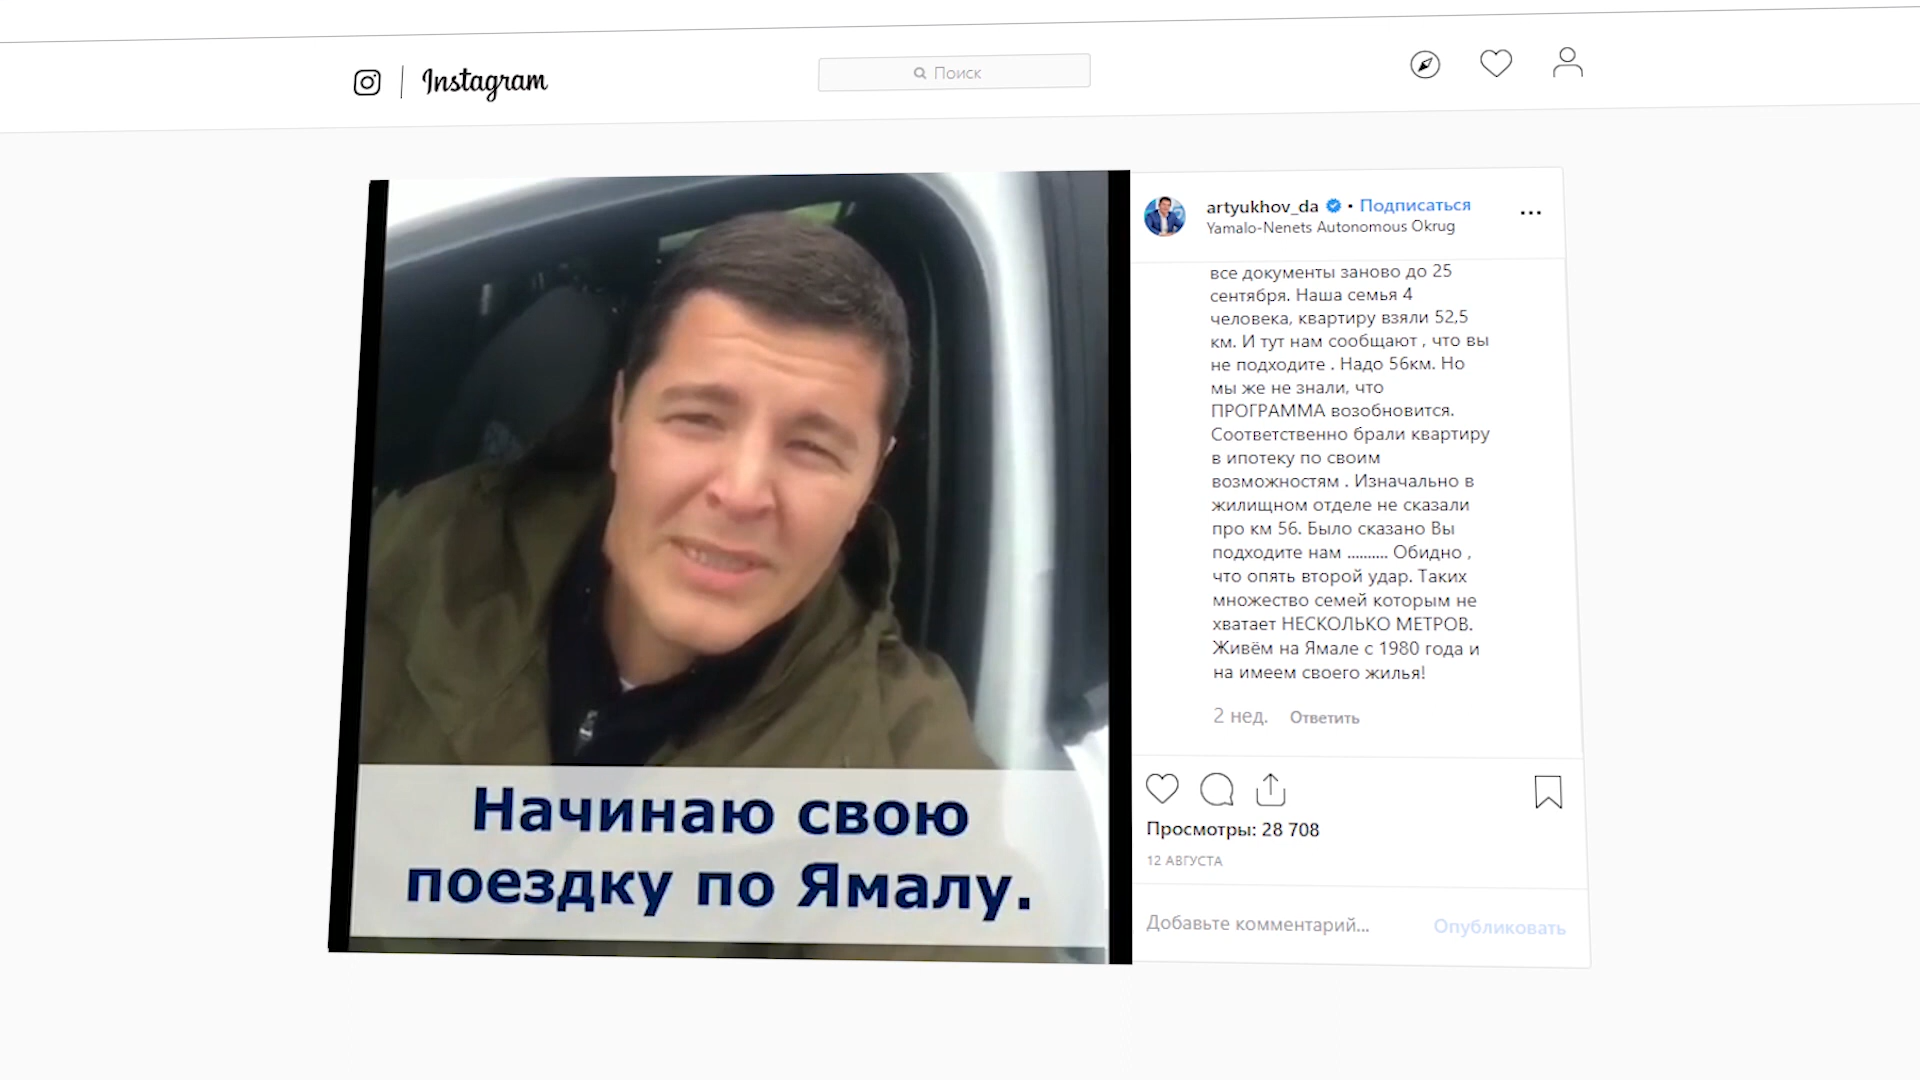 Instagram
Поиск
artyukhov_da • Подписаться
Yamalo-Nenets Autonomous Okrug
все документы заново до 25
сентября. Наша семья 4
человека, квартиру взяли 52,5
км. И тут нам сообщают , что вы
не подходите . Надо 56км. Но
мы же не знали, что
ПРОГРАММА возобновится.
Соответственно брали квартиру
в ипотеку по своим
возможностям . Изначально в
жилищном отделе не сказали
про км 56. Было сказано Вы
подходите нам .......... Обидно ,
что опять второй удар. Таких
множество семей которым не
хватает НЕСКОЛЬКО МЕТРОВ.
Живём на Ямале с 1980 года и
на имеем своего жилья!
2 нед. Ответить
Просмотры: 28 708
12 АВГУСТА
Добавьте комментарий... Опубликовать
Начинаю свою
поездку по Ямалу.